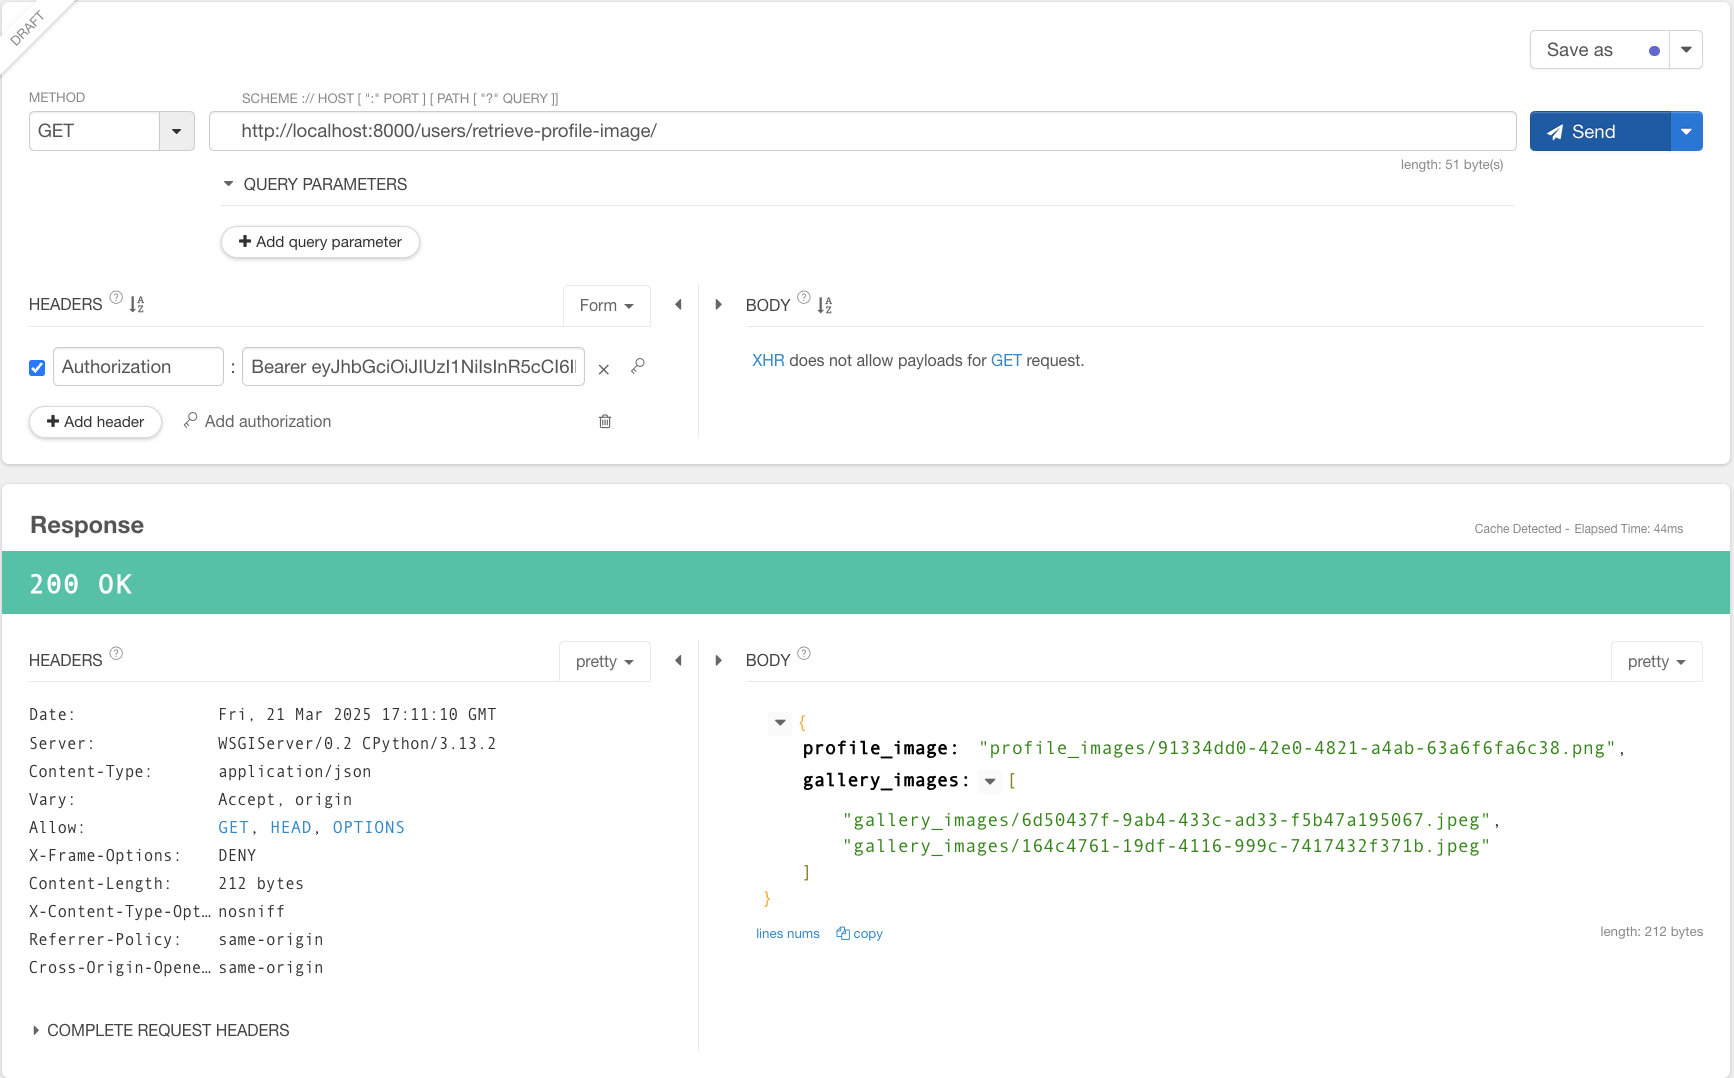 DRAFT
Save as
METHOD
SCHEME :// HOST [ ":" PORT ] [ PATH [ "?" QUERY ]]
GET
http://localhost:8000/users/retrieve-profile-image/
Send
length: 51 byte(s)
QUERY PARAMETERS
+ Add query parameter
HEADERS ? A Z
Form
BODY ? A Z
Authorization : Bearer eyJhbGciOiJIUzI1NiIsInR5cCI6I
XHR does not allow payloads for GET request.
+ Add header
Add authorization
Response
Cache Detected - Elapsed Time: 44ms
200 OK
HEADERS ?
pretty
BODY ?
pretty
Date: Fri, 21 Mar 2025 17:11:10 GMT
Server: WSGIServer/0.2 CPython/3.13.2
Content-Type: application/json
Vary: Accept, origin
Allow: GET, HEAD, OPTIONS
X-Frame-Options: DENY
Content-Length: 212 bytes
X-Content-Type-Opt… nosniff
Referrer-Policy: same-origin
Cross-Origin-Opene… same-origin
{
profile_image: "profile_images/91334dd0-42e0-4821-a4ab-63a6f6fa6c38.png",
gallery_images: [
"gallery_images/6d50437f-9ab4-433c-ad33-f5b47a195067.jpeg",
"gallery_images/164c4761-19df-4116-999c-7417432f371b.jpeg"
]
}
lines nums
copy
length: 212 bytes
COMPLETE REQUEST HEADERS